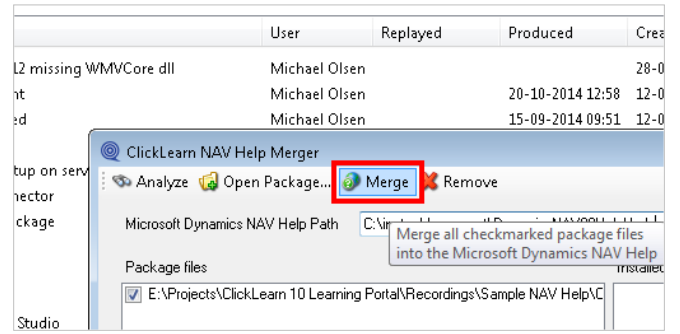 User Replayed Produced Crea
12 missing WMVCore dll Michael Olsen 28-0
nt Michael Olsen 20-10-2014 12:58 12-0
ed Michael Olsen 15-09-2014 09:51 12-0
ClickLearn NAV Help Merger
tup on serv
Analyze Open Package... Merge Remove
nector
ckage
Microsoft Dynamics NAV Help Path
Merge all checkmarked package files
into the Microsoft Dynamics NAV Help
Package files
E:\Projects\ClickLearn 10 Learning Portal\Recordings\Sample NAV Help\C
Studio